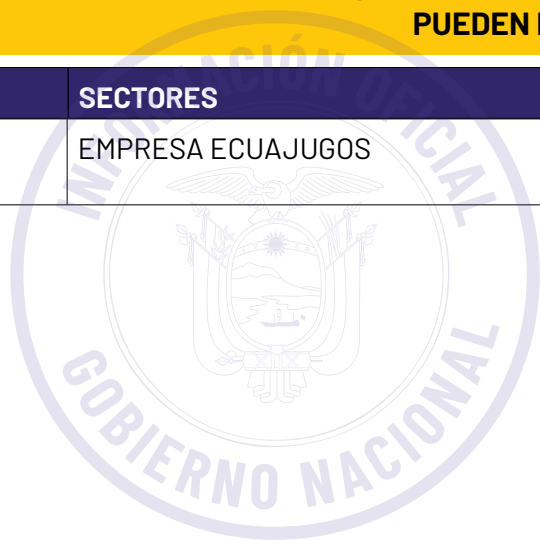 PUEDEN
SECTORES
EMPRESA ECUAJUGOS
INFORMACIÓN OFICIAL
GOBIERNO NACIONAL